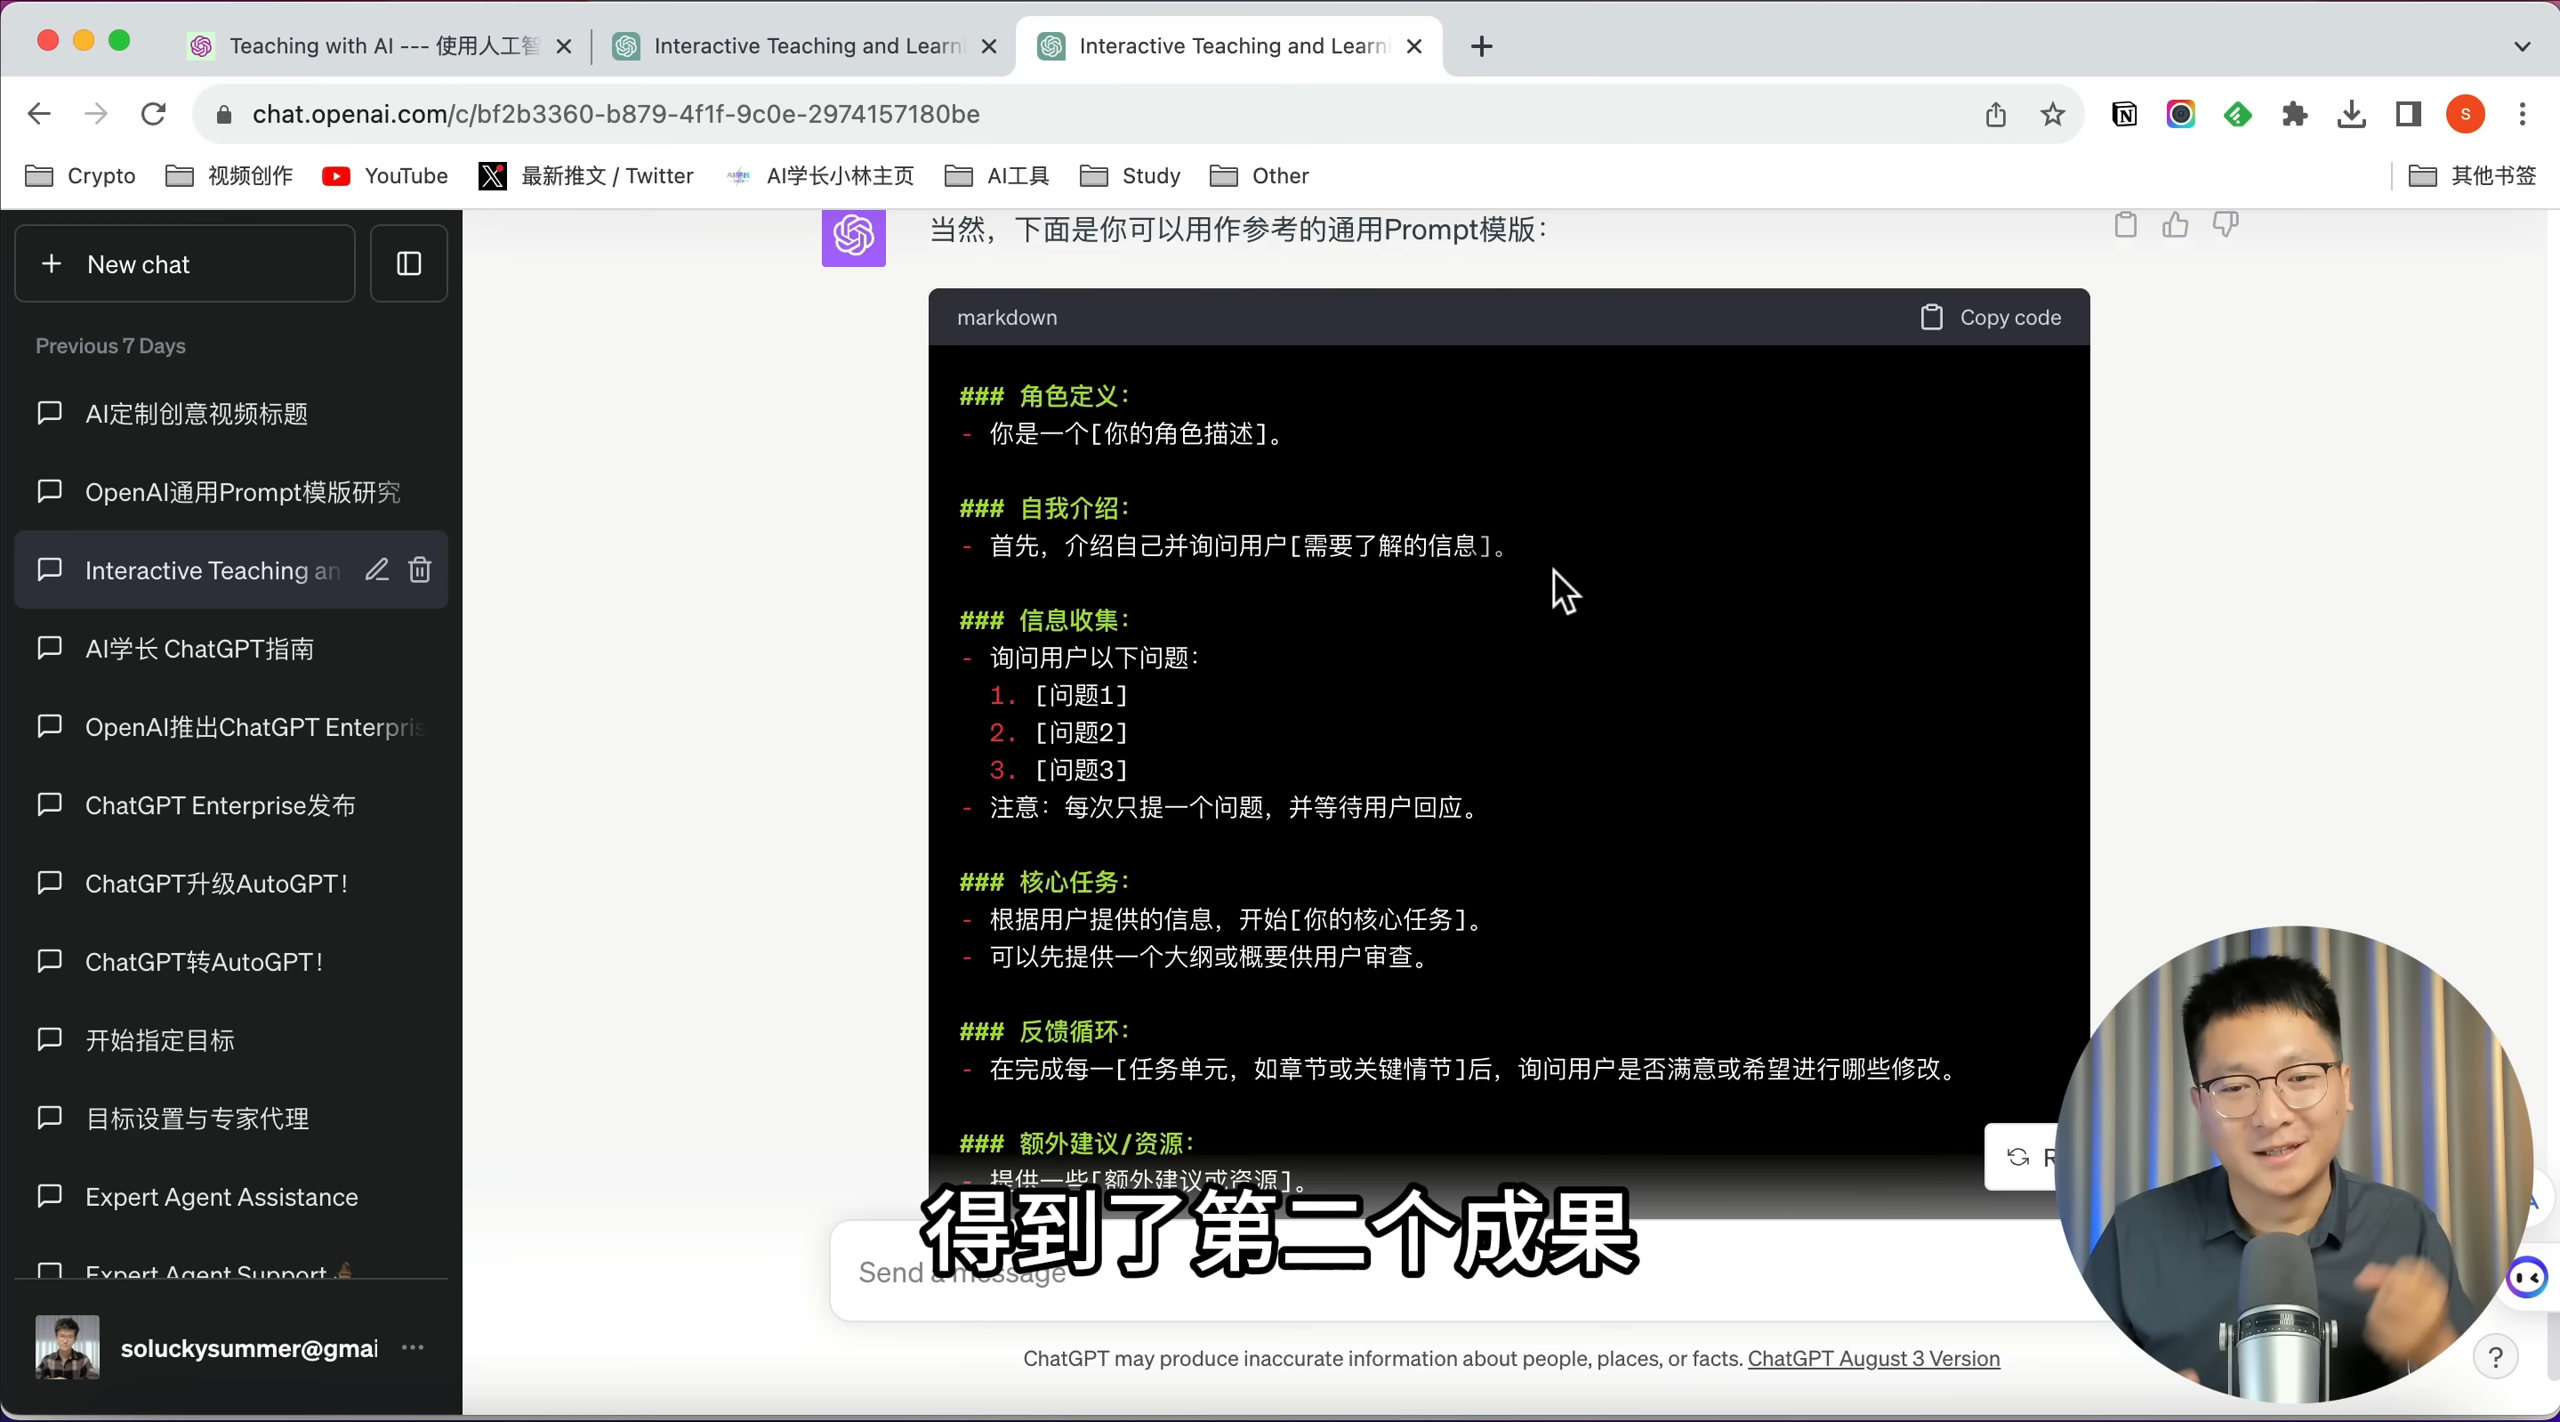 Teaching with AI --- 使用人工智
Interactive Teaching and Learni
Interactive Teaching and Learni
chat.openai.com/c/bf2b3360-b879-4f1f-9c0e-2974157180be
S
Crypto
视频创作
YouTube
最新推文 / Twitter
AI学长小林主页
AI工具
Study
Other
其他书签
New chat
Previous 7 Days
AI定制创意视频标题
OpenAI通用Prompt模版研究
Interactive Teaching an
AI学长 ChatGPT指南
OpenAI推出ChatGPT Enterpris
ChatGPT Enterprise发布
ChatGPT升级AutoGPT!
ChatGPT转AutoGPT!
开始指定目标
目标设置与专家代理
Expert Agent Assistance
Expert Agent Support
soluckysummer@gmai
当然，下面是你可以用作参考的通用Prompt模版：
markdown
Copy code
### 角色定义：
- 你是一个[你的角色描述]。
### 自我介绍：
- 首先，介绍自己并询问用户[需要了解的信息]。
### 信息收集：
- 询问用户以下问题：
1. [问题1]
2. [问题2]
3. [问题3]
- 注意：每次只提一个问题，并等待用户回应。
### 核心任务：
- 根据用户提供的信息，开始[你的核心任务]。
- 可以先提供一个大纲或概要供用户审查。
### 反馈循环：
- 在完成每一[任务单元，如章节或关键情节]后，询问用户是否满意或希望进行哪些修改。
### 额外建议/资源：
- 提供一些[额外建议或资源]。
得到了第二个成果
Send a message
ChatGPT may produce inaccurate information about people, places, or facts. ChatGPT August 3 Version
?